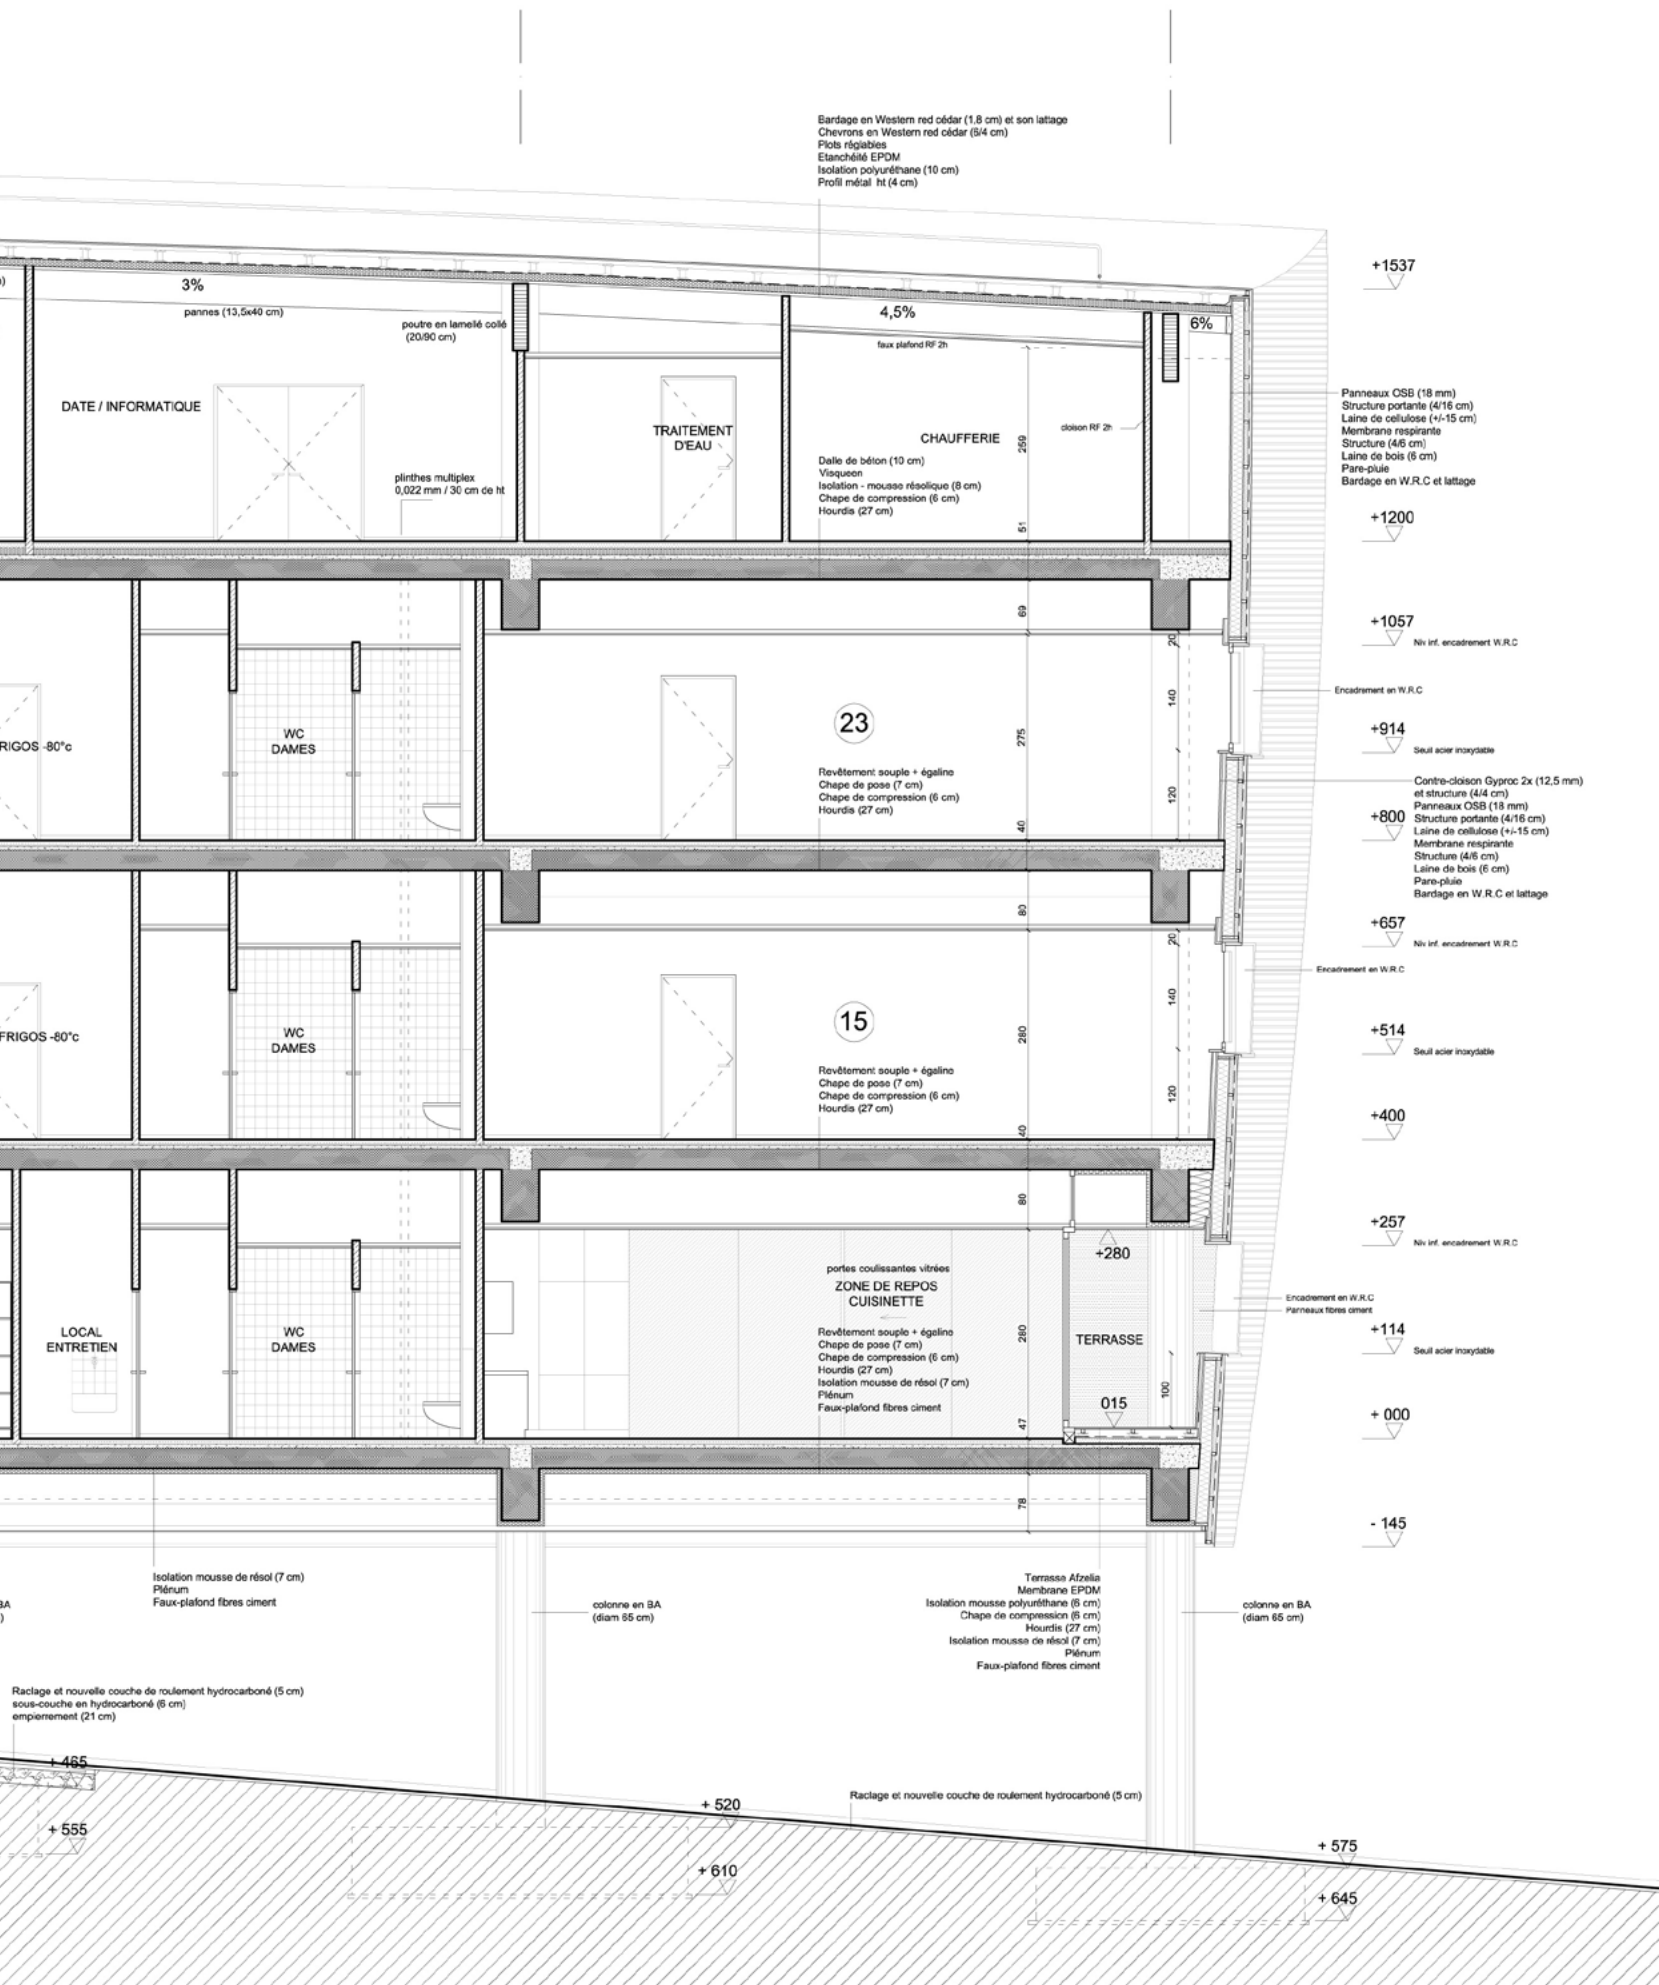 Bardage en Western red cédar (1,8 cm) et son lattage
Chevrons en Western red cédar (6/4 cm)
Plots réglables
Etanchéité EPDM
Isolation polyuréthane (10 cm)
Profil métal ht (4 cm)
+1537
3%
pannes (13,5x40 cm)
poutre en lamellé collé
(20/90 cm)
4,5%
6%
faux plafond RF 2h
DATE / INFORMATIQUE
TRAITEMENT
D'EAU
CHAUFFERIE
cloison RF 2h
259
51
Dalle de béton (10 cm)
Visqueen
Isolation - mousse résolique (8 cm)
Chape de compression (6 cm)
Hourdis (27 cm)
plinthes multiplex
0,022 mm / 30 cm de ht
Panneaux OSB (18 mm)
Structure portante (4/16 cm)
Laine de cellulose (+/-15 cm)
Membrane respirante
Structure (4/6 cm)
Laine de bois (6 cm)
Pare-pluie
Bardage en W.R.C et lattage
+1200
69
20
+1057
Niv inf. encadrement W.R.C
Encadrement en W.R.C
140
RIGOS -80°c
WC
DAMES
23
275
+914
Seuil acier inoxydable
Revêtement souple + égaline
Chape de pose (7 cm)
Chape de compression (6 cm)
Hourdis (27 cm)
120
40
Contre-cloison Gyproc 2x (12,5 mm)
et structure (4/4 cm)
Panneaux OSB (18 mm)
+800
Structure portante (4/16 cm)
Laine de cellulose (+/-15 cm)
Membrane respirante
Structure (4/6 cm)
Laine de bois (6 cm)
Pare-pluie
Bardage en W.R.C et lattage
80
20
+657
Niv inf. encadrement W.R.C
Encadrement en W.R.C
140
FRIGOS -80°c
WC
DAMES
15
280
+514
Seuil acier inoxydable
Revêtement souple + égaline
Chape de pose (7 cm)
Chape de compression (6 cm)
Hourdis (27 cm)
120
40
+400
80
+257
Niv inf. encadrement W.R.C
+280
portes coulissantes vitrées
ZONE DE REPOS
CUISINETTE
Encadrement en W.R.C
Panneaux fibres ciment
LOCAL
ENTRETIEN
WC
DAMES
280
TERRASSE
+114
Seuil acier inoxydable
Revêtement souple + égaline
Chape de pose (7 cm)
Chape de compression (6 cm)
Hourdis (27 cm)
Isolation mousse de résol (7 cm)
Plénum
Faux-plafond fibres ciment
100
015
47
+ 000
78
- 145
Isolation mousse de résol (7 cm)
Plénum
Faux-plafond fibres ciment
BA
)
colonne en BA
(diam 65 cm)
Terrasse Afzelia
Membrane EPDM
Isolation mousse polyuréthane (6 cm)
Chape de compression (6 cm)
Hourdis (27 cm)
Isolation mousse de résol (7 cm)
Plénum
Faux-plafond fibres ciment
colonne en BA
(diam 65 cm)
Raclage et nouvelle couche de roulement hydrocarboné (5 cm)
sous-couche en hydrocarboné (6 cm)
empierrement (21 cm)
+ 465
+ 555
+ 520
Raclage et nouvelle couche de roulement hydrocarboné (5 cm)
+ 610
+ 575
+ 645